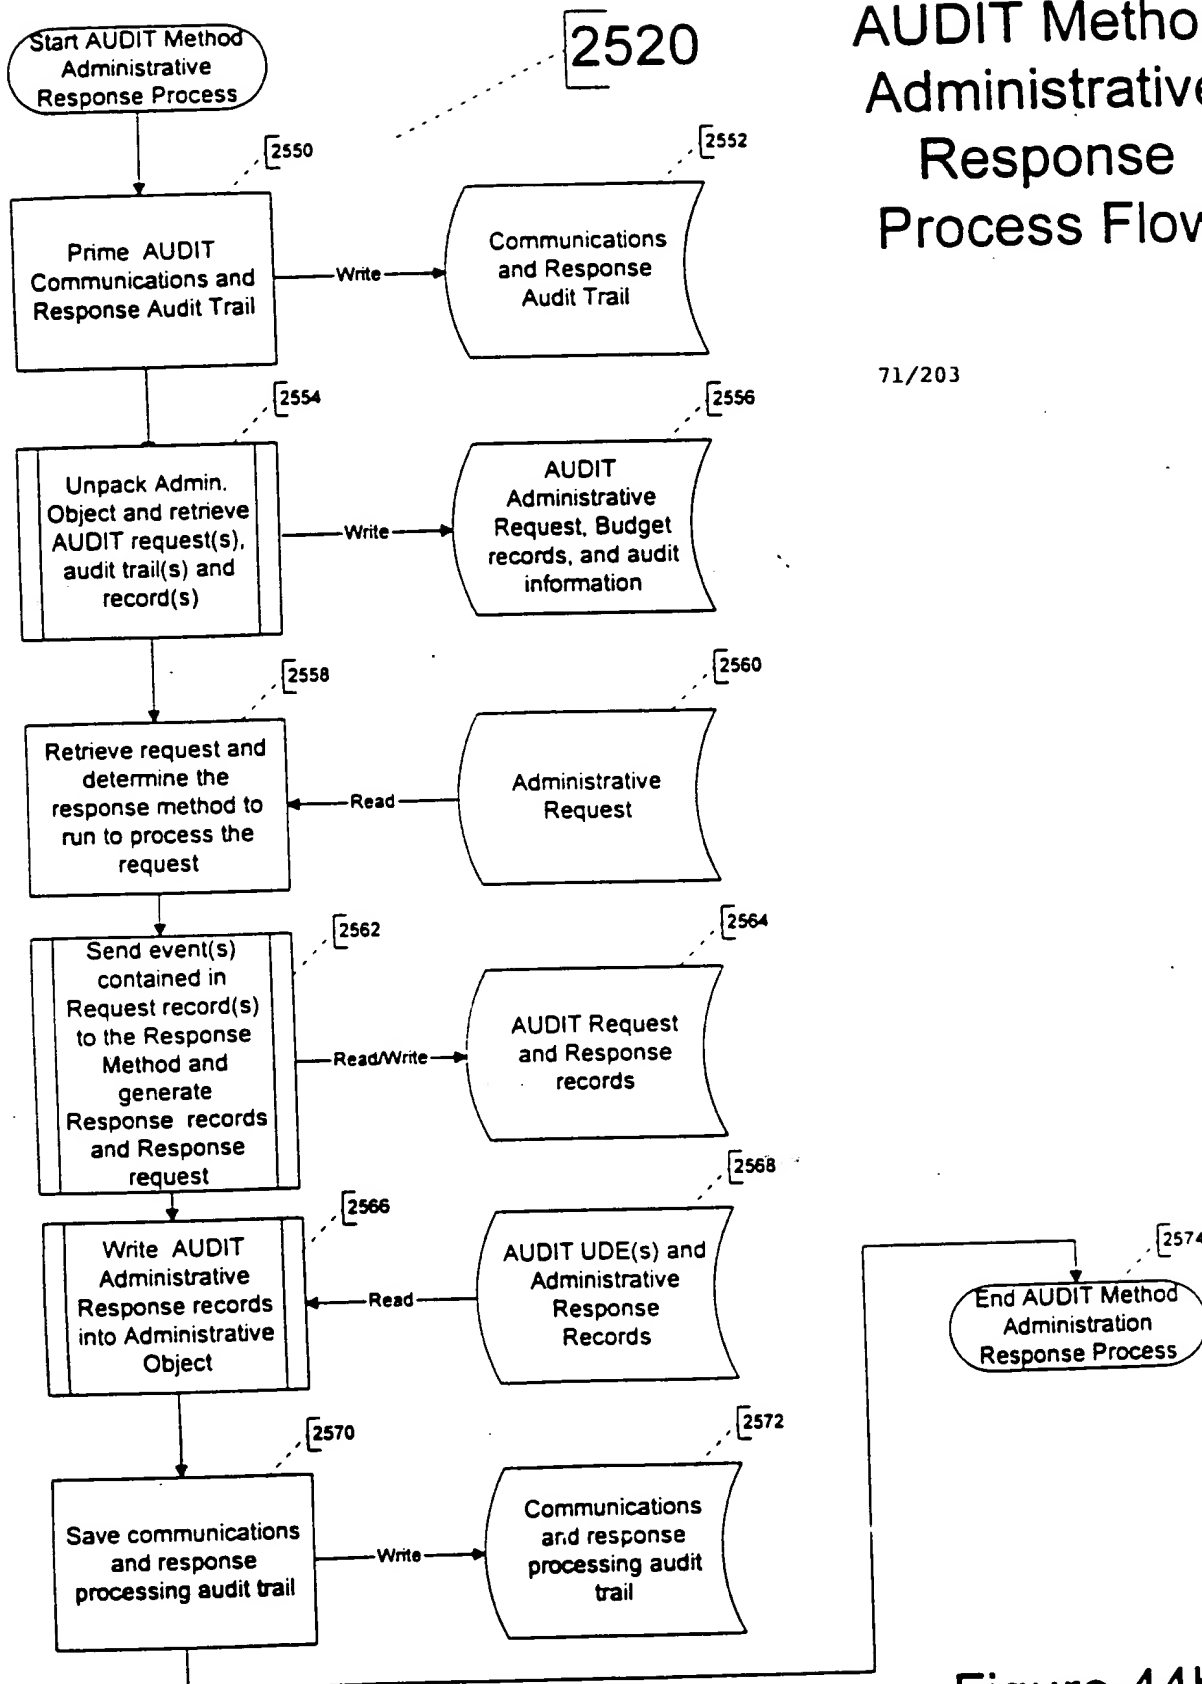 AUDIT Metho
Administrative
Response
Process Flow
71/203
2520
Start AUDIT Method
Administrative
Response Process
2550
Prime AUDIT
Communications and
Response Audit Trail
Write
2552
Communications
and Response
Audit Trail
2554
Unpack Admin.
Object and retrieve
AUDIT request(s),
audit trail(s) and
record(s)
Write
2556
AUDIT
Administrative
Request, Budget
records, and audit
information
2558
Retrieve request and
determine the
response method to
run to process the
request
Read
2560
Administrative
Request
2562
Send event(s)
contained in
Request record(s)
to the Response
Method and
generate
Response records
and Response
request
Read/Write
2564
AUDIT Request
and Response
records
2566
Write AUDIT
Administrative
Response records
into Administrative
Object
Read
2568
AUDIT UDE(s) and
Administrative
Response
Records
2570
Save communications
and response
processing audit trail
Write
2572
Communications
and response
processing audit
trail
2574
End AUDIT Method
Administration
Response Process
Figure 44b